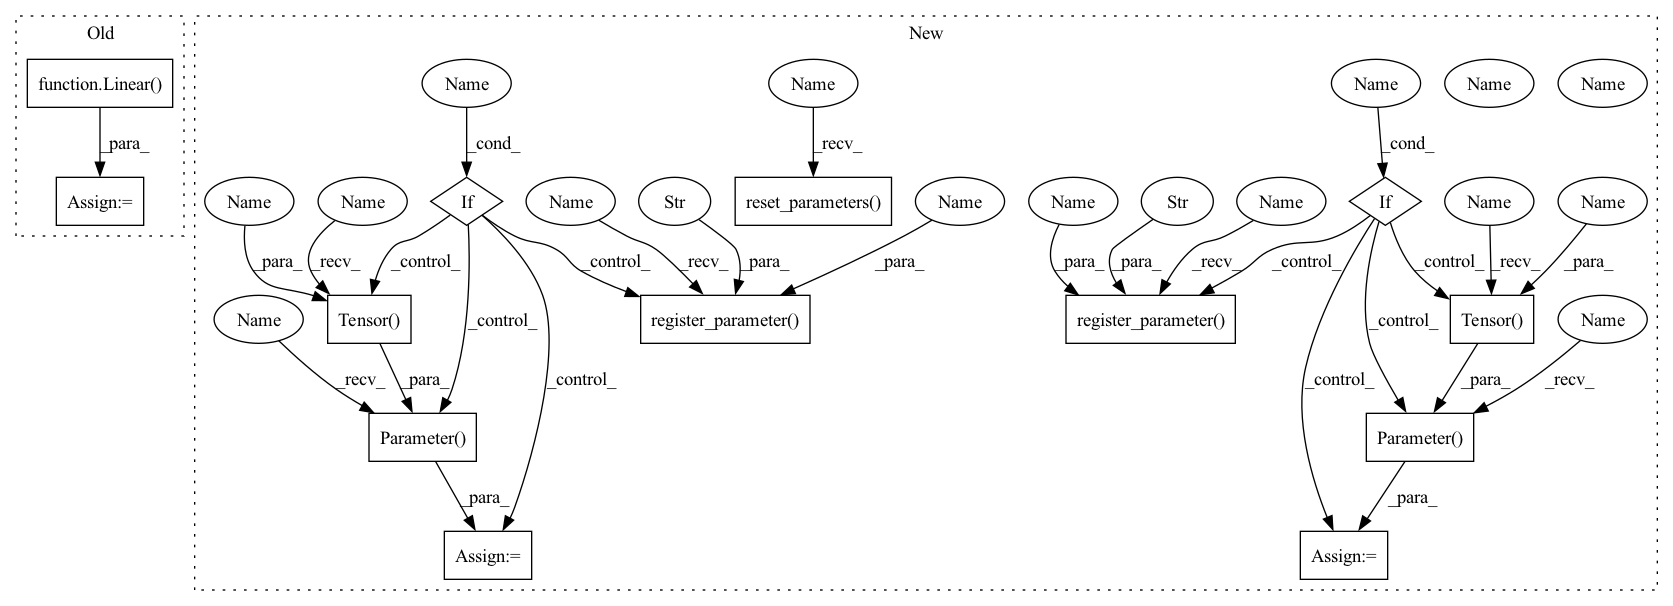 Old
New
function.Linear()
Name
Name
Name
Name
Name
_para_
_cond_
_recv_
_cond_
Assign:=
Name
Name
If
Name
Str
reset_parameters()
Name
Name
Str
Name
If
Name
Name
_para_
_recv_
_control_
_control_
_recv_
_para_
_para_
_para_
_para_
_recv_
_control_
_control_
_recv_
_para_
Name
Tensor()
_control_
register_parameter()
register_parameter()
_control_
Tensor()
Name
_recv_
_para_
_control_
_control_
_para_
_recv_
Parameter()
Parameter()
_para_
_para_
Assign:=
Assign:=